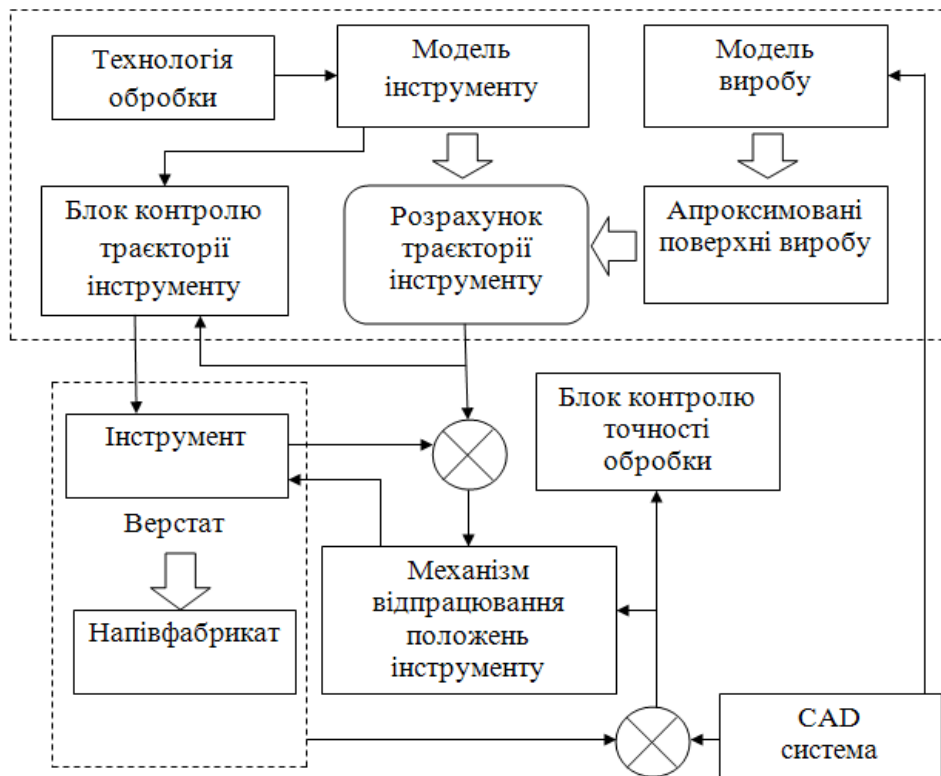 Технологія
обробки
Модель
інструменту
Модель
виробу
Блок контролю
траєкторії
інструменту
Розрахунок
траєкторії
інструменту
Апроксимовані
поверхні виробу
Інструмент
Блок контролю
точності
обробки
Верстат
Механізм
відпрацювання
положень
інструменту
Напівфабрикат
CAD
система